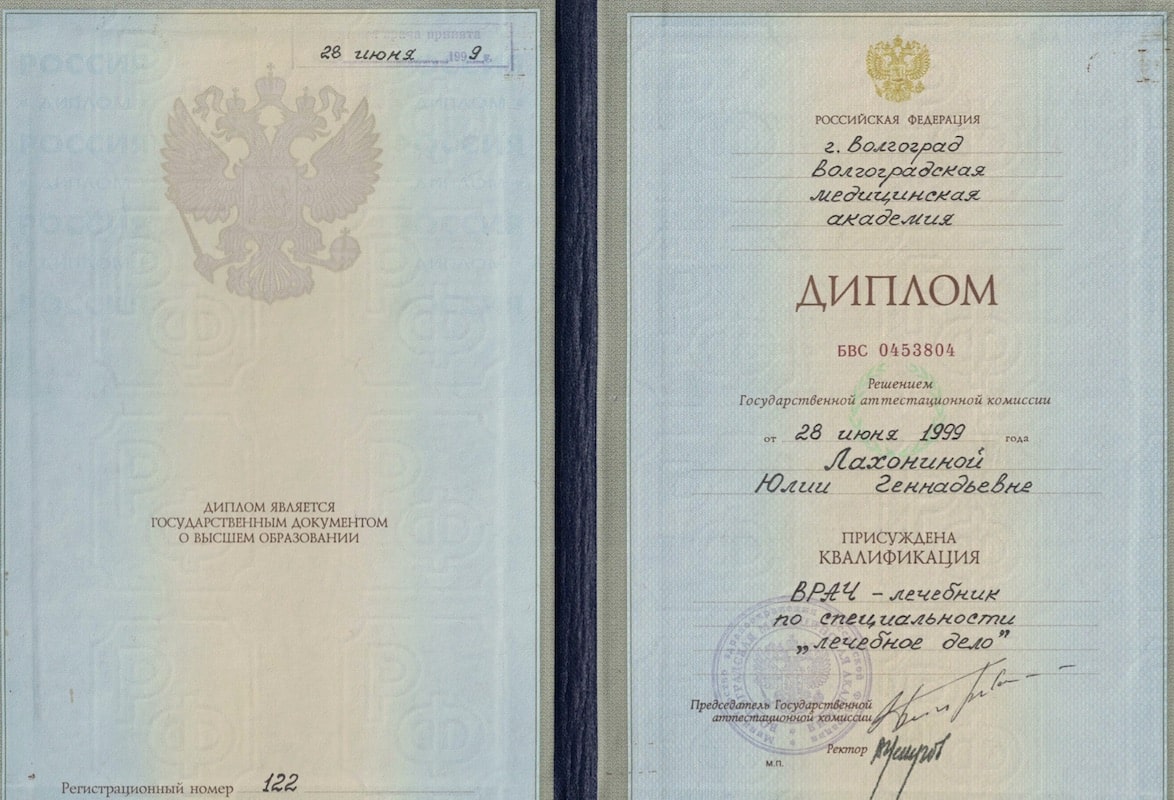 врача принята
28 июня 1999 г.
ДИПЛОМ ЯВЛЯЕТСЯ
ГОСУДАРСТВЕННЫМ ДОКУМЕНТОМ
О ВЫСШЕМ ОБРАЗОВАНИИ
Регистрационный номер 122
РОССИЙСКАЯ ФЕДЕРАЦИЯ
г. Волгоград
Волгоградская
медицинская
академия
ДИПЛОМ
БВС 0453804
Решением
Государственной аттестационной комиссии
от 28 июня 1999 года
Лахониной
Юлии Геннадьевне
ПРИСУЖДЕНА
КВАЛИФИКАЦИЯ
ВРАЧ – лечебник
по специальности
„лечебное дело”
Председатель Государственной
аттестационной комиссии
Ректор
М.П.